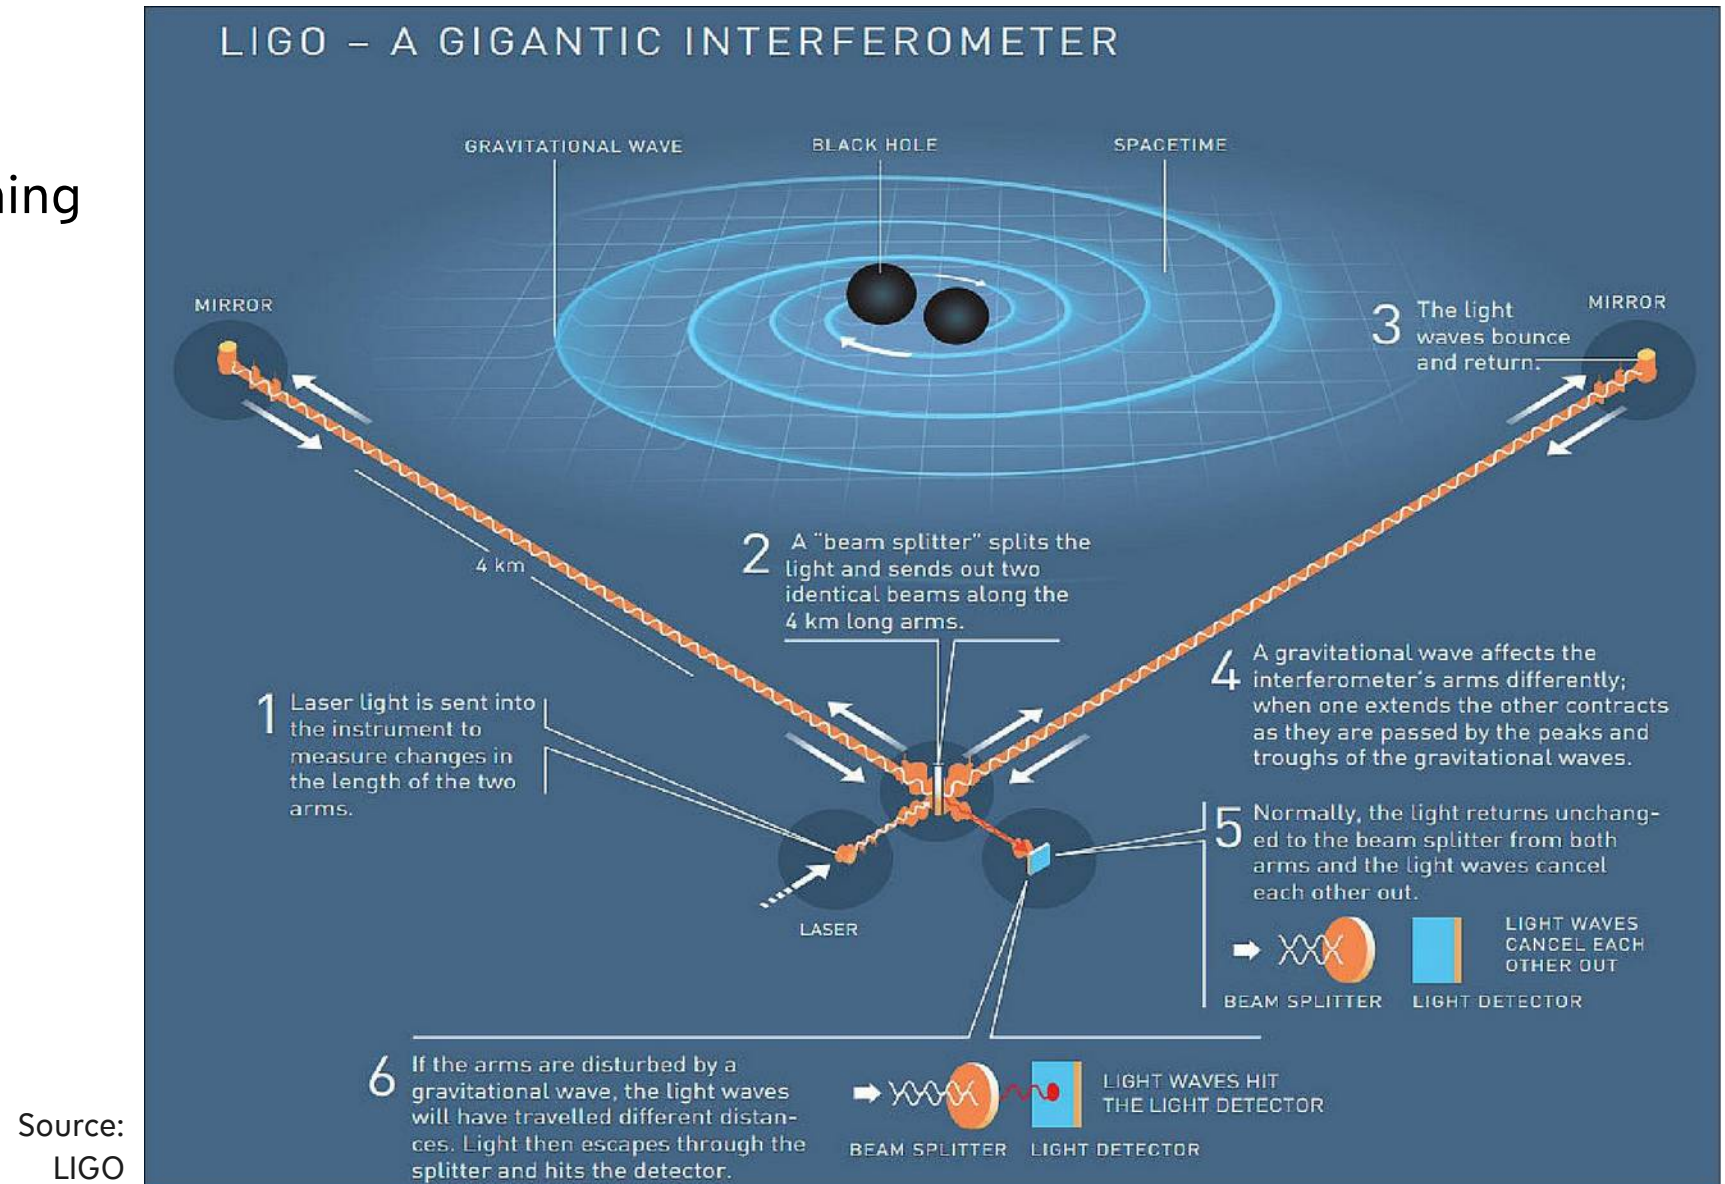 LIGO – A GIGANTIC INTERFEROMETER
ning
GRAVITATIONAL WAVE
BLACK HOLE
SPACETIME
MIRROR
3 The light
waves bounce
and return.
MIRROR
4 km
2 A “beam splitter” splits the
light and sends out two
identical beams along the
4 km long arms.
1 Laser light is sent into
the instrument to
measure changes in
the length of the two
arms.
4 A gravitational wave affects the
interferometer's arms differently;
when one extends the other contracts
as they are passed by the peaks and
troughs of the gravitational waves.
LASER
5 Normally, the light returns unchang-
ed to the beam splitter from both
arms and the light waves cancel
each other out.
LIGHT WAVES
CANCEL EACH
OTHER OUT
BEAM SPLITTER
LIGHT DETECTOR
6 If the arms are disturbed by a
gravitational wave, the light waves
will have travelled different distan-
ces. Light then escapes through the
splitter and hits the detector.
LIGHT WAVES HIT
THE LIGHT DETECTOR
BEAM SPLITTER
LIGHT DETECTOR
Source:
LIGO